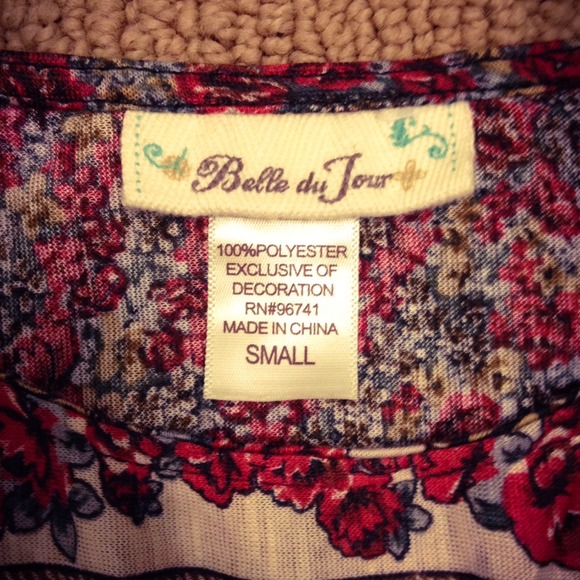 Belle du Jour
100%POLYESTER
EXCLUSIVE OF
DECORATION
RN#96741
MADE IN CHINA
SMALL